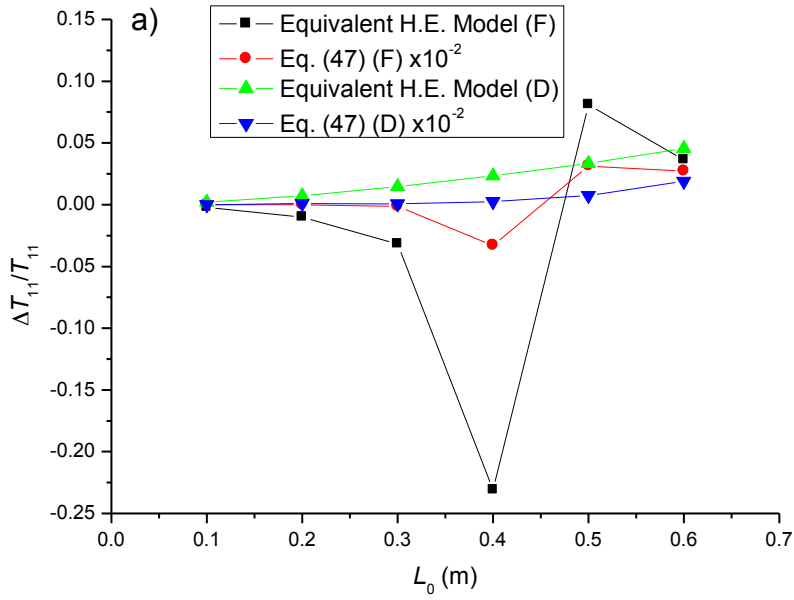 a)
Equivalent H.E. Model (F)
Eq. (47) (F) x10⁻²
Equivalent H.E. Model (D)
Eq. (47) (D) x10⁻²
0.15
0.10
0.05
0.00
-0.05
-0.10
-0.15
-0.20
-0.25
ΔT₁₁/T₁₁
0.0 0.1 0.2 0.3 0.4 0.5 0.6 0.7
L₀ (m)